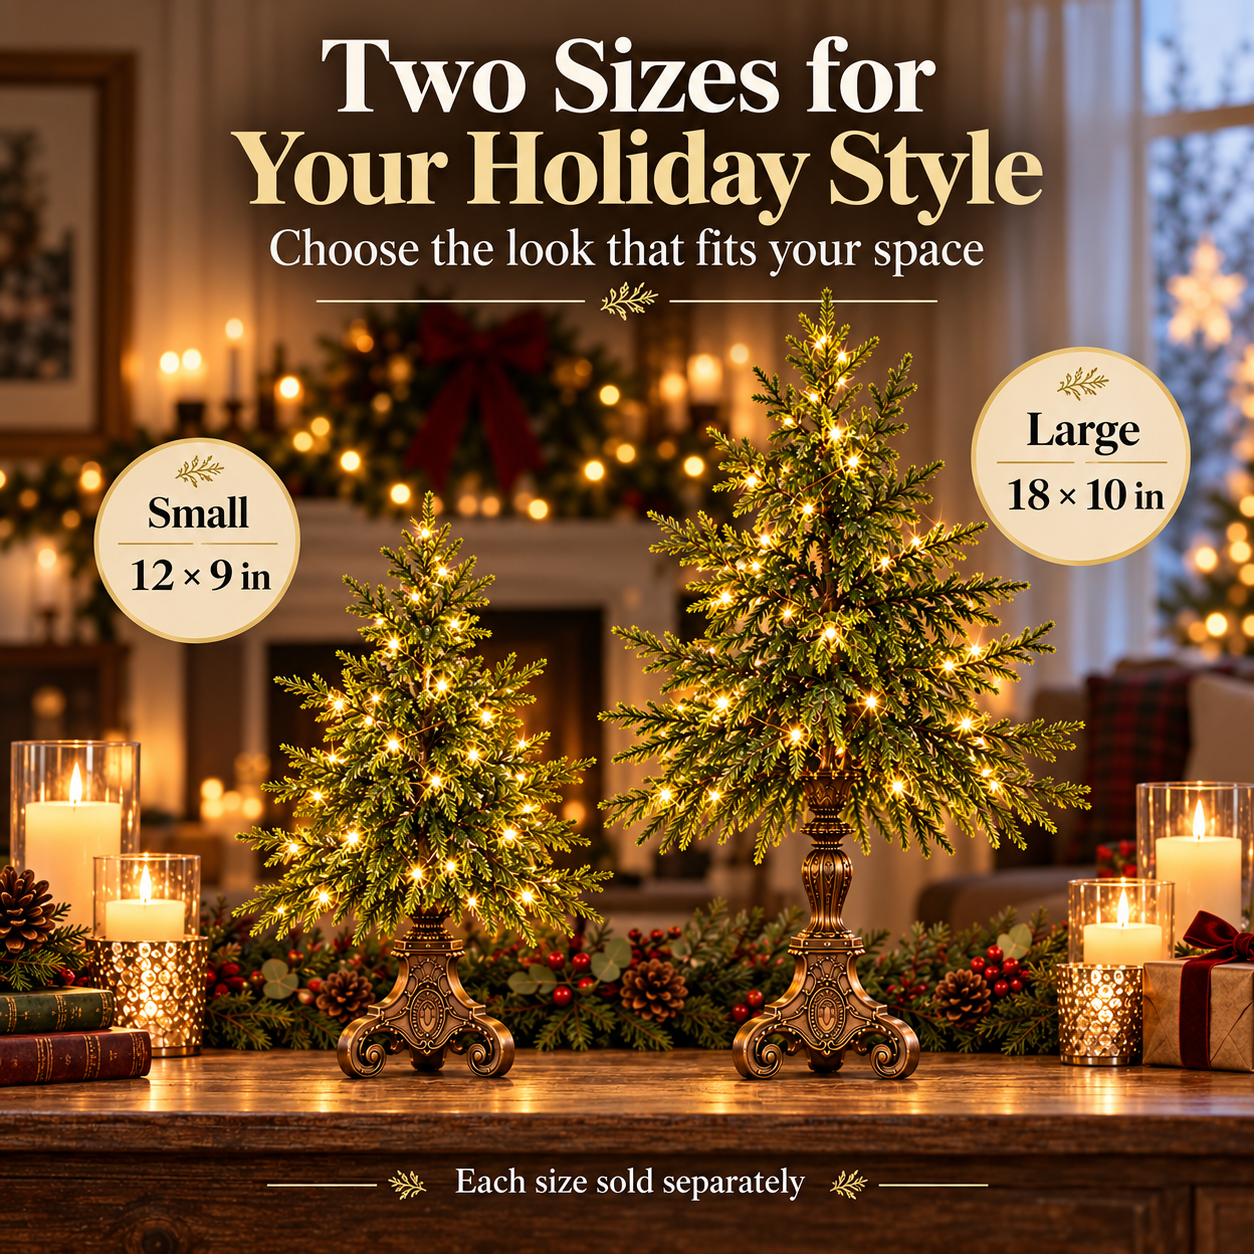 Two Sizes for
Your Holiday Style
Choose the look that fits your space
Small
12 × 9 in
Large
18 × 10 in
Each size sold separately